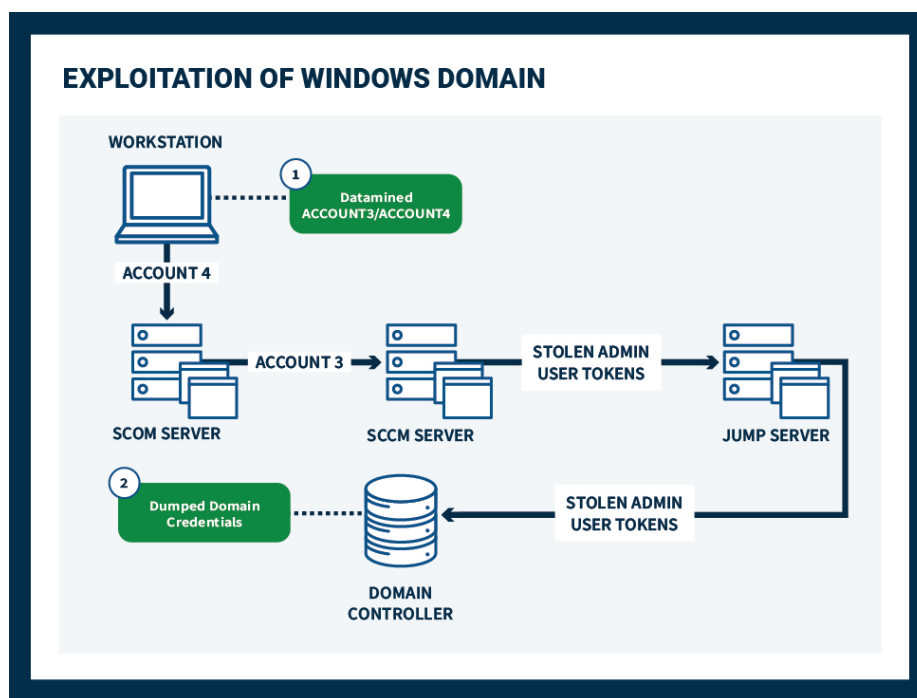 EXPLOITATION OF WINDOWS DOMAIN
WORKSTATION
1
Datamined
ACCOUNT3/ACCOUNT4
ACCOUNT 4
SCOM SERVER
ACCOUNT 3
SCCM SERVER
STOLEN ADMIN
USER TOKENS
JUMP SERVER
STOLEN ADMIN
USER TOKENS
DOMAIN
CONTROLLER
2
Dumped Domain
Credentials